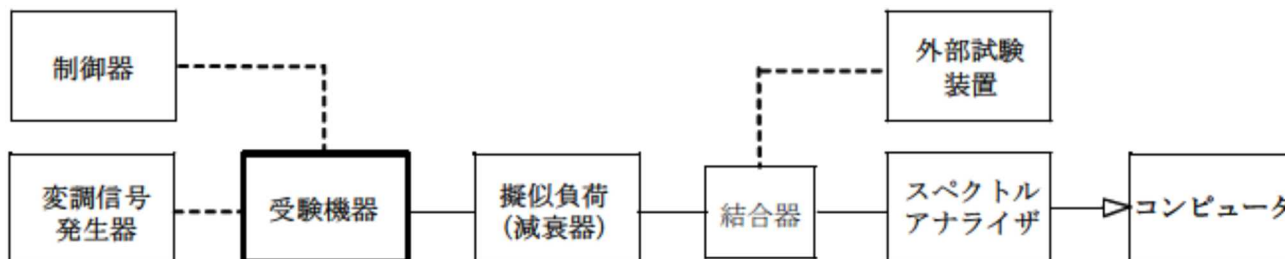 制御器
外部試験
装置
変調信号
発生器
受験機器
擬似負荷
(減衰器)
結合器
スペクトル
アナライザ
コンピュータ